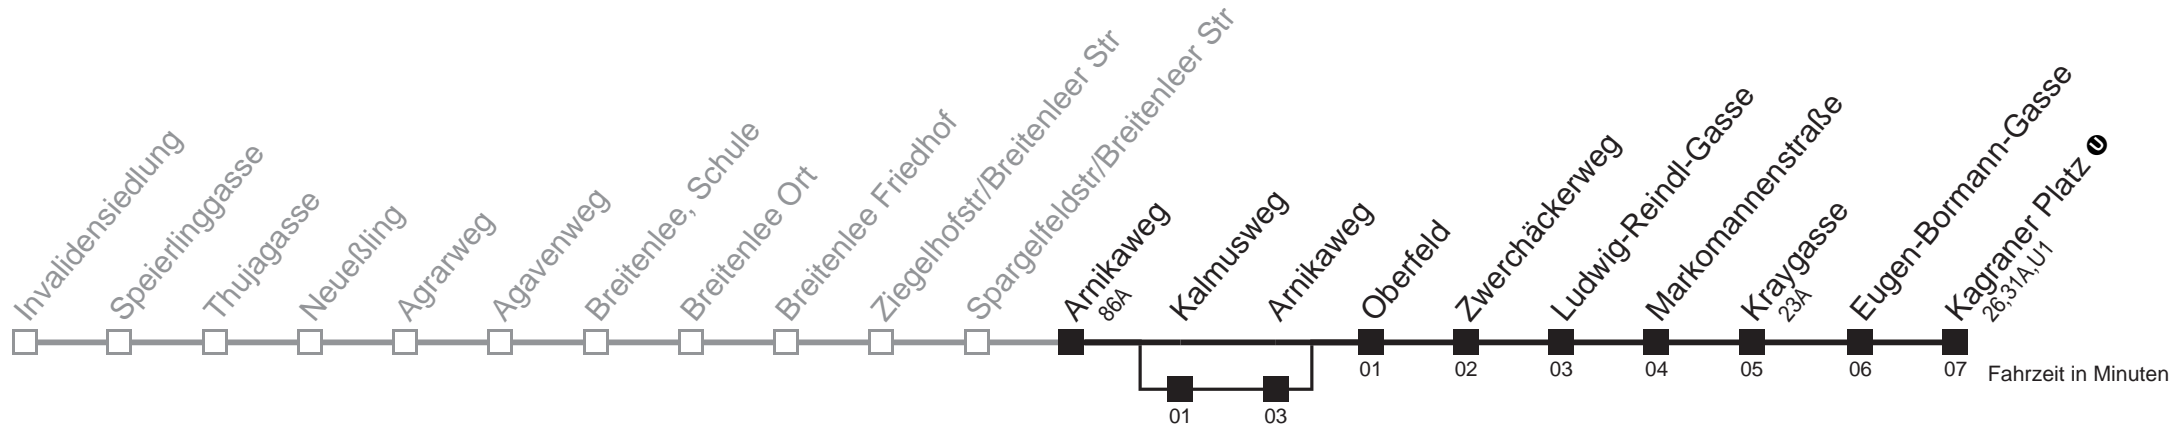 Invalidensiedlung
Speierlinggasse
Thujagasse
Neueßling
Agrarweg
Agavenweg
Breitenlee, Schule
Breitenlee Ort
Breitenlee Friedhof
Ziegelhofstr/Breitenleer Str
Spargelfeldstr/Breitenleer Str
Arnikaweg
86A
Kalmusweg
Arnikaweg
Oberfeld
Zwerchäckerweg
Ludwig-Reindl-Gasse
Markomannenstraße
Kraygasse
23A
Eugen-Bormann-Gasse
Kagraner Platz U
26,31A,U1
01 02 03 04 05 06 07 Fahrzeit in Minuten
01 03